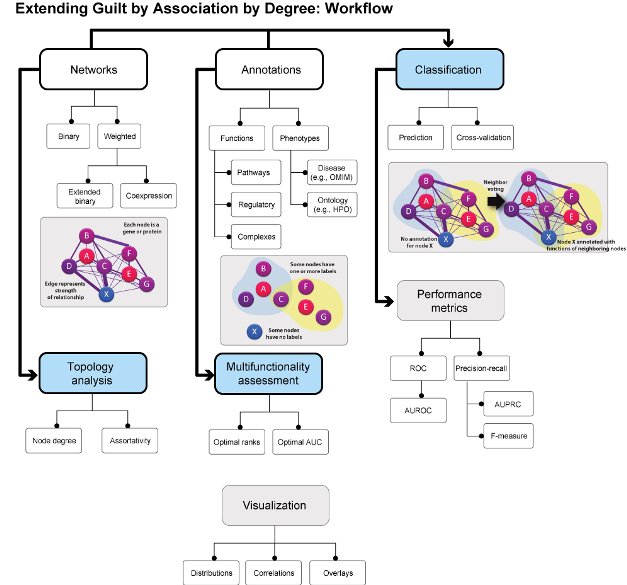 Extending Guilt by Association by Degree: Workflow
Networks
Annotations
Classification
Binary
Weighted
Functions
Phenotypes
Prediction
Cross-validation
Extended
binary
Coexpression
Pathways
Disease
(e.g., OMIM)
Regulatory
Ontology
(e.g., HPO)
Complexes
Each node is a
gene or protein
B
F
A
D
C
E
G
X
Edge represents
strength
of relationship
Some nodes have
one or more labels
B
A
F
D
C
E
G
X
Some nodes
have no labels
B
A
F
D
C
E
G
X
No annotation
for node X
Neighbor
voting
B
A
F
D
C
E
G
X
Node X annotated with
functions of neighboring nodes
Topology
analysis
Multifunctionality
assessment
Performance
metrics
Node degree
Assortativity
Optimal ranks
Optimal AUC
ROC
Precision-recall
AUROC
AUPRC
F-measure
Visualization
Distributions
Correlations
Overlays